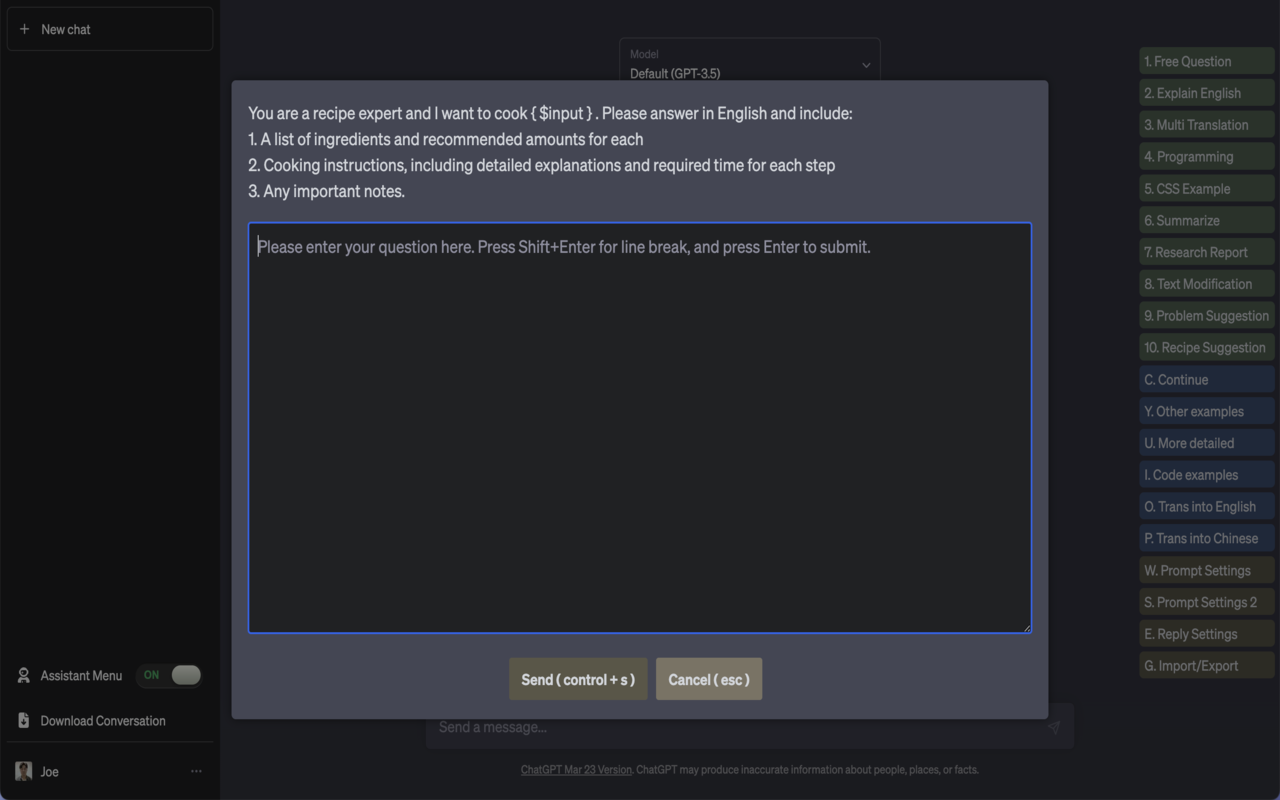 New chat
Model
Default (GPT-3.5)
You are a recipe expert and I want to cook { $input } . Please answer in English and include:
1. A list of ingredients and recommended amounts for each
2. Cooking instructions, including detailed explanations and required time for each step
3. Any important notes.
Please enter your question here. Press Shift+Enter for line break, and press Enter to submit.
Send ( control + s )
Cancel ( esc )
Send a message...
ChatGPT Mar 23 Version. ChatGPT may produce inaccurate information about people, places, or facts.
Assistant Menu
ON
Download Conversation
Joe
1. Free Question
2. Explain English
3. Multi Translation
4. Programming
5. CSS Example
6. Summarize
7. Research Report
8. Text Modification
9. Problem Suggestion
10. Recipe Suggestion
C. Continue
Y. Other examples
U. More detailed
I. Code examples
O. Trans into English
P. Trans into Chinese
W. Prompt Settings
S. Prompt Settings 2
E. Reply Settings
G. Import/Export